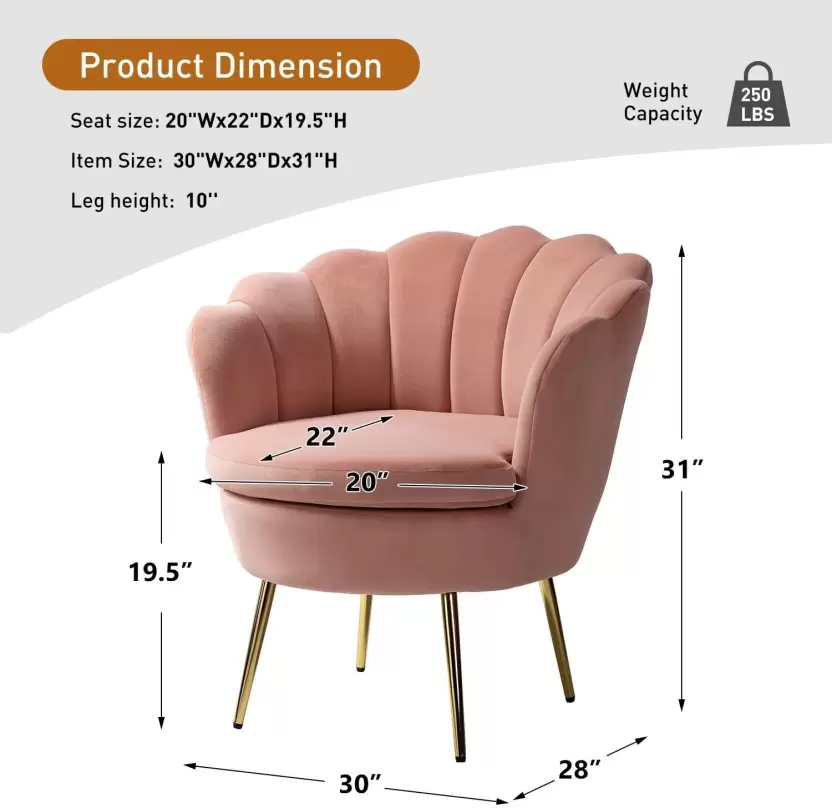 Product Dimension
Seat size: 20"Wx22"Dx19.5"H
Item Size: 30"Wx28"Dx31"H
Leg height: 10''
Weight
Capacity
250
LBS
22”
20”
31”
19.5”
30”
28”